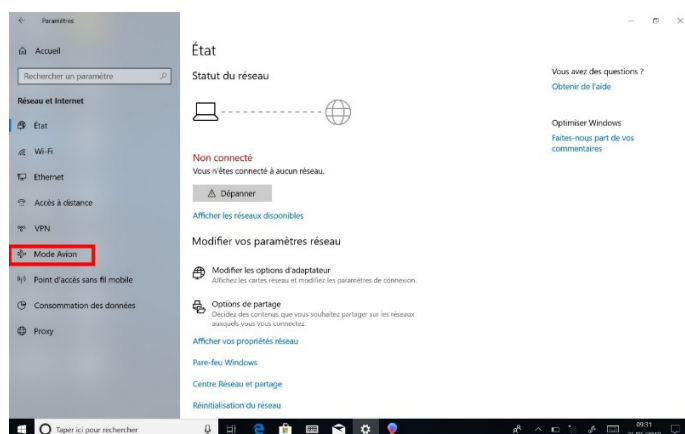 Paramètres
Accueil
Rechercher un paramètre
Réseau et Internet
État
Wi-Fi
Ethernet
Accès à distance
VPN
Mode Avion
Point d'accès sans fil mobile
Consommation des données
Proxy
État
Statut du réseau
Non connecté
Vous n'êtes connecté à aucun réseau.
Dépanner
Afficher les réseaux disponibles
Modifier vos paramètres réseau
Modifier les options d'adaptateur
Affichez les cartes réseau et modifiez les paramètres de connexion.
Options de partage
Décidez des contenus que vous souhaitez partager sur les réseaux
auxquels vous vous connectez.
Afficher vos propriétés réseau
Pare-feu Windows
Centre Réseau et partage
Réinitialisation du réseau
Vous avez des questions ?
Obtenir de l'aide
Optimiser Windows
Faites-nous part de vos
commentaires
Taper ici pour rechercher
09:31